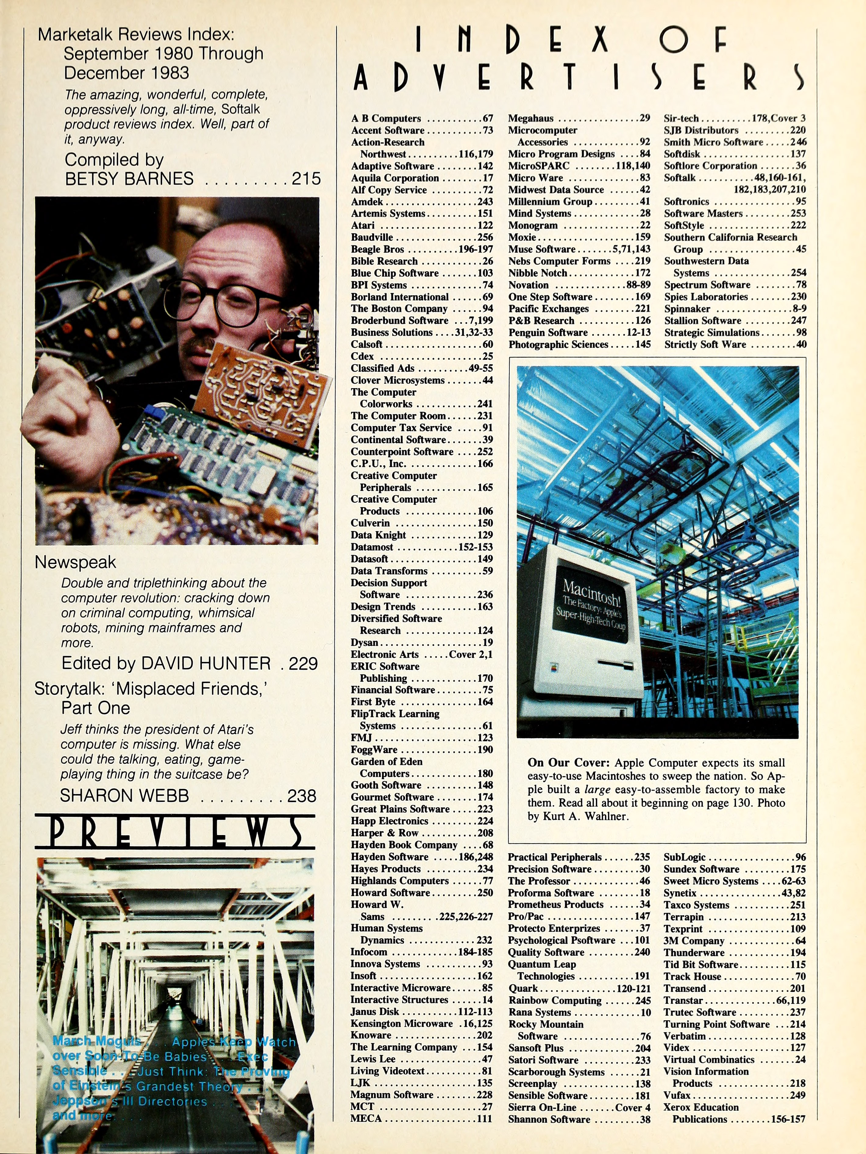 Marketalk Reviews Index:
September 1980 Through
December 1983
The amazing, wonderful, complete,
oppressively long, all-time, Softalk
product reviews index. Well, part of
it, anyway.
Compiled by
BETSY BARNES .........215
Newspeak
Double and triplethinking about the
computer revolution: cracking down
on criminal computing, whimsical
robots, mining mainframes and
more.
Edited by DAVID HUNTER .229
Storytalk: ‘Misplaced Friends,’
Part One
Jeff thinks the president of Atari's
computer is missing. What else
could the talking, eating, game-
playing thing in the suitcase be?
SHARON WEBB .........238
PREVIEWS
March Moguls . . . Apples Keep Watch
over Soon-To-Be Babies . . . Exec
Sensible . . . Just Think: The Proving
of Einstein's Grandest Theory . . .
Jeppson's III Directories . . .
and more
INDEX OF
ADVERTISERS
A B Computers ..........67
Accent Software..........73
Action-Research
Northwest..........116,179
Adaptive Software ........142
Aquila Corporation ........17
Alf Copy Service ..........72
Amdek..................243
Artemis Systems..........151
Atari ..................122
Baudville ................256
Beagle Bros ..........196-197
Bible Research ............26
Blue Chip Software ........103
BPI Systems ..............74
Borland International ......69
The Boston Company ......94
Broderbund Software ...7,199
Business Solutions ....31,32-33
Calsoft..................60
Cdex ..................25
Classified Ads ..........49-55
Clover Microsystems ........44
The Computer
Colorworks ............241
The Computer Room......231
Computer Tax Service .....91
Continental Software.......39
Counterpoint Software ....252
C.P.U., Inc. ............166
Creative Computer
Peripherals ............165
Creative Computer
Products ..............106
Culverin ................150
Data Knight ............129
Datamost ..........152-153
Datasoft................149
Data Transforms ..........59
Decision Support
Software ..............236
Design Trends ..........163
Diversified Software
Research ..............124
Dysan..................19
Electronic Arts .....Cover 2,1
ERIC Software
Publishing ............170
Financial Software........75
First Byte ..............164
FlipTrack Learning
Systems ..............61
FMJ ..................123
FoggWare ..............190
Garden of Eden
Computers............180
Gooth Software ..........148
Gourmet Software ........174
Great Plains Software .....223
Happ Electronics ..........224
Harper & Row ..........208
Hayden Book Company ....68
Hayden Software .....186,248
Hayes Products ..........234
Highlands Computers ......77
Howard Software..........250
Howard W.
Sams .........225,226-227
Human Systems
Dynamics ............232
Infocom ............184-185
Innova Systems ..........93
Insoft..................162
Interactive Microware......85
Interactive Structures ......14
Janus Disk..........112-113
Kensington Microware .16,125
Knoware ..............202
The Learning Company ...154
Lewis Lee ..............47
Living Videotext..........81
LJK ..................135
Magnum Software........228
MCT ..................27
MECA..................111
Megahaus ................29
Microcomputer
Accessories ............92
Micro Program Designs ....84
MicroSPARC ........118,140
Micro Ware ............83
Midwest Data Source ......42
Millennium Group..........41
Mind Systems ............28
Monogram ..............22
Moxie..................159
Muse Software.......5,71,143
Nebs Computer Forms ....219
Nibble Notch............172
Novation ..............88-89
One Step Software........169
Pacific Exchanges ........221
P&B Research ..........126
Penguin Software ......12-13
Photographic Sciences.....145
Sir-tech..........178,Cover 3
SJB Distributors ..........220
Smith Micro Software .....246
Softdisk................137
Softlore Corporation ........36
Softalk ..........48,160-161,
182,183,207,210
Softronics ................95
Software Masters ........253
SoftStyle ................222
Southern California Research
Group ................45
Southwestern Data
Systems ..............254
Spectrum Software ........78
Spies Laboratories ........230
Spinnaker ..............8-9
Stallion Software ..........247
Strategic Simulations.......98
Strictly Soft Ware ..........40
Macintosh!
The Factory: Apple's
Super-High-Tech Coup
On Our Cover: Apple Computer expects its small
easy-to-use Macintoshes to sweep the nation. So Ap-
ple built a large easy-to-assemble factory to make
them. Read all about it beginning on page 130. Photo
by Kurt A. Wahlner.
Practical Peripherals ......235
Precision Software..........30
The Professor ............46
Proforma Software ........18
Prometheus Products ......34
Pro/Pac ................147
Protecto Enterprizes ........37
Psychological Psoftware ...101
Quality Software ..........240
Quantum Leap
Technologies ..........191
Quark ..............120-121
Rainbow Computing ......245
Rana Systems ............10
Rocky Mountain
Software ..............76
Sansoft Plus ............204
Satori Software ..........233
Scarborough Systems ......21
Screenplay ..............138
Sensible Software..........181
Sierra On-Line .......Cover 4
Shannon Software ........38
SubLogic................96
Sundex Software ........175
Sweet Micro Systems ....62-63
Synetix ..............43,82
Taxco Systems ..........251
Terrapin ................213
Texprint ................109
3M Company ............64
Thunderware ............194
Tid Bit Software..........115
Track House..............70
Transend ..............201
Transtar ............66,119
Trutec Software ..........237
Turning Point Software ...214
Verbatim ..............128
Videx ..................127
Virtual Combinatics ........24
Vision Information
Products ..............218
Vufax..................249
Xerox Education
Publications ........156-157